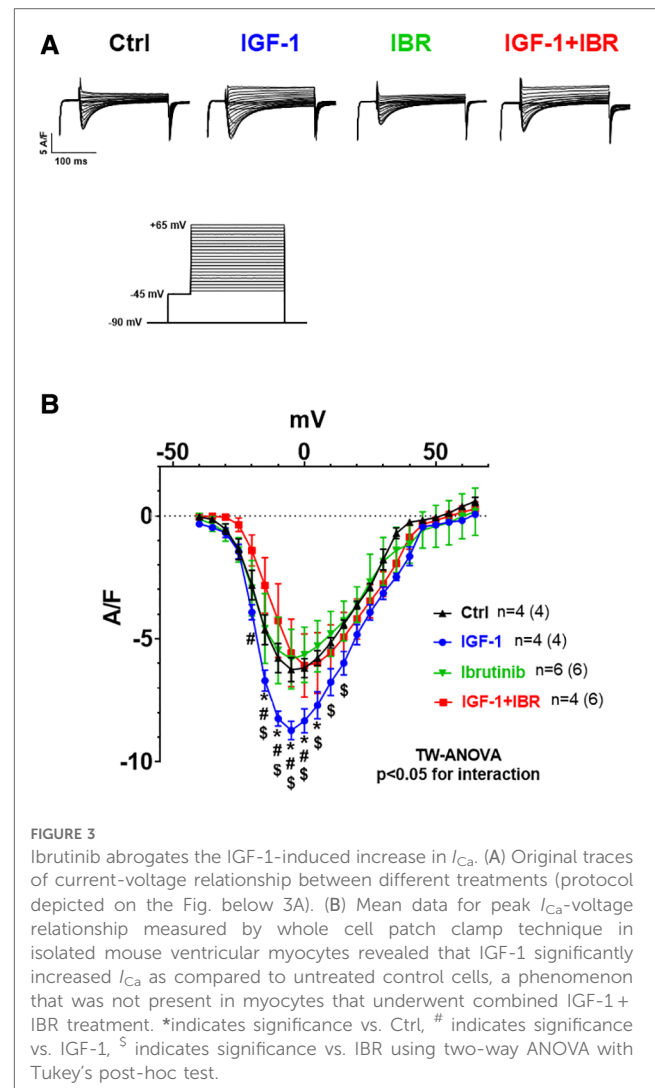 A
Ctrl
IGF-1
IBR
IGF-1+IBR
5 A/F
100 ms
+65 mV
-45 mV
-90 mV
B
mV
-50
0
50
0
-5
-10
A/F
Ctrl n=4 (4)
IGF-1 n=4 (4)
Ibrutinib n=6 (6)
IGF-1+IBR n=4 (6)
#
* # $
* # $
* # $
* # $
* $
$
$
TW-ANOVA
p<0.05 for interaction
FIGURE 3
Ibrutinib abrogates the IGF-1-induced increase in I_Ca. (A) Original traces
of current-voltage relationship between different treatments (protocol
depicted on the Fig. below 3A). (B) Mean data for peak I_Ca-voltage
relationship measured by whole cell patch clamp technique in
isolated mouse ventricular myocytes revealed that IGF-1 significantly
increased I_Ca as compared to untreated control cells, a phenomenon
that was not present in myocytes that underwent combined IGF-1+
IBR treatment. *indicates significance vs. Ctrl, # indicates significance
vs. IGF-1, $ indicates significance vs. IBR using two-way ANOVA with
Tukey's post-hoc test.